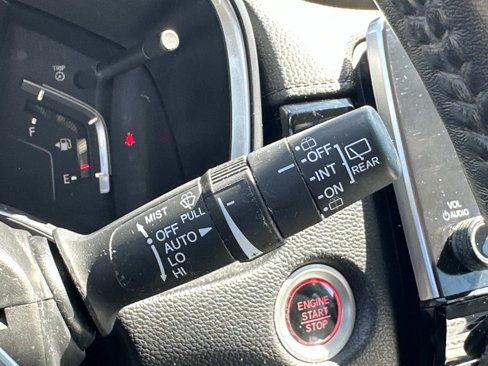 TRIP
F
E
MIST
PULL
OFF
AUTO
LO
HI
OFF
INT
ON
REAR
VOL
AUDIO
ENGINE
START
STOP